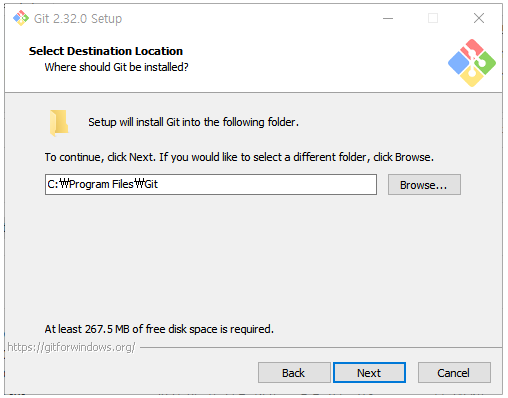 Git 2.32.0 Setup
Select Destination Location
Where should Git be installed?
Setup will install Git into the following folder.
To continue, click Next. If you would like to select a different folder, click Browse.
C:₩Program Files₩Git
Browse...
At least 267.5 MB of free disk space is required.
https://gitforwindows.org/
Back
Next
Cancel